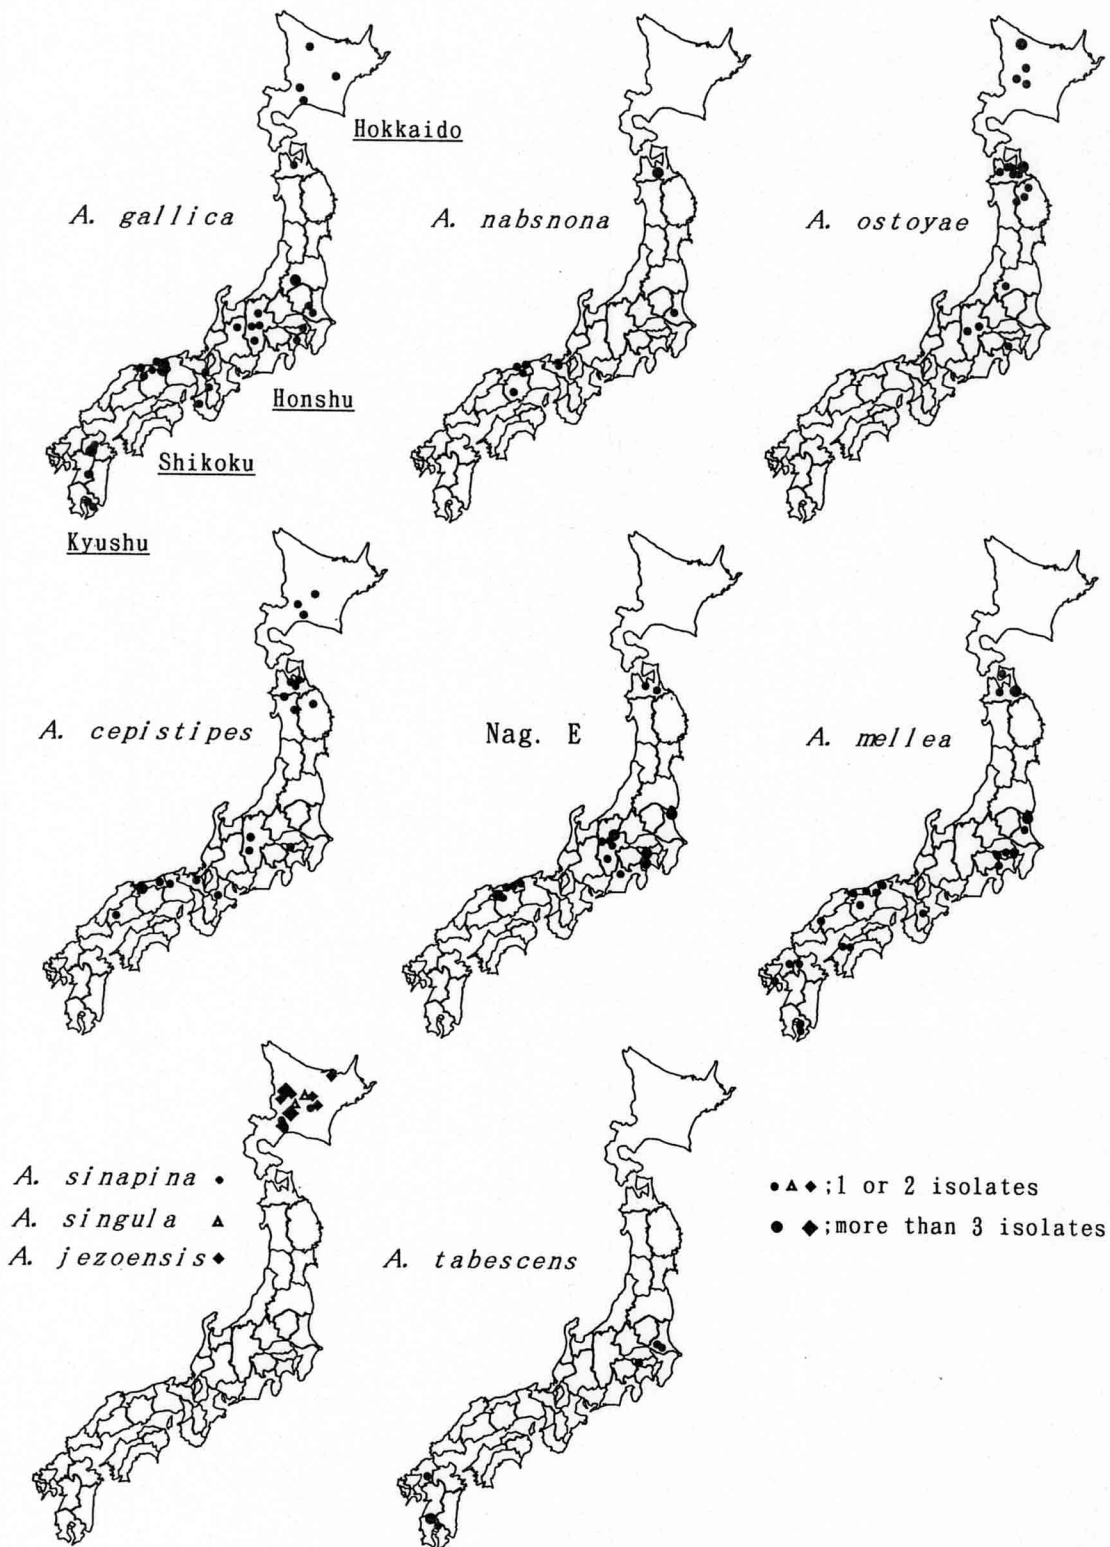 Hokkaido
A. gallica
A. nabsnona
A. ostoyae
Honshu
Shikoku
Kyushu
A. cepistipes
Nag. E
A. mellea
A. sinapina
A. singula
A. jezoensis
;1 or 2 isolates
;more than 3 isolates
A. tabescens